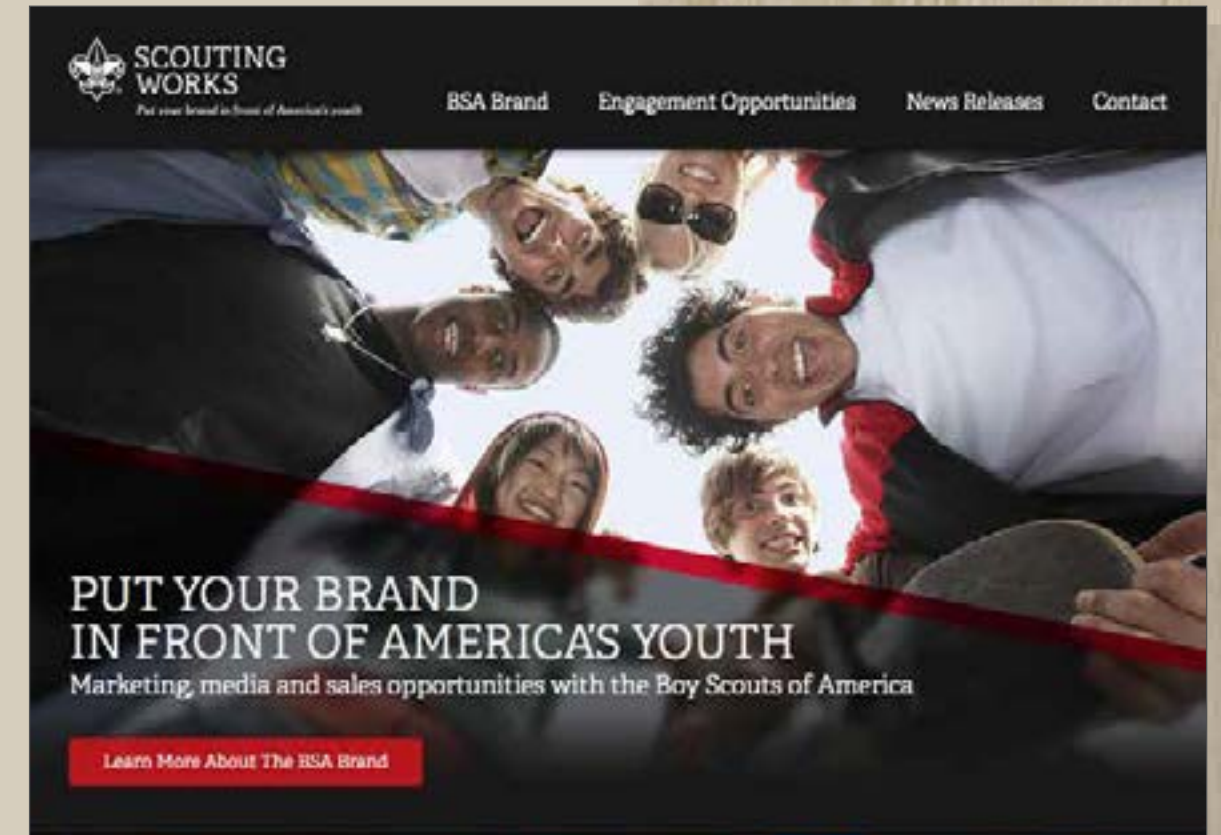 SCOUTING
WORKS
Put your brand in front of America's youth
BSA Brand Engagement Opportunities News Releases Contact
PUT YOUR BRAND
IN FRONT OF AMERICA'S YOUTH
Marketing, media and sales opportunities with the Boy Scouts of America
Learn More About The BSA Brand